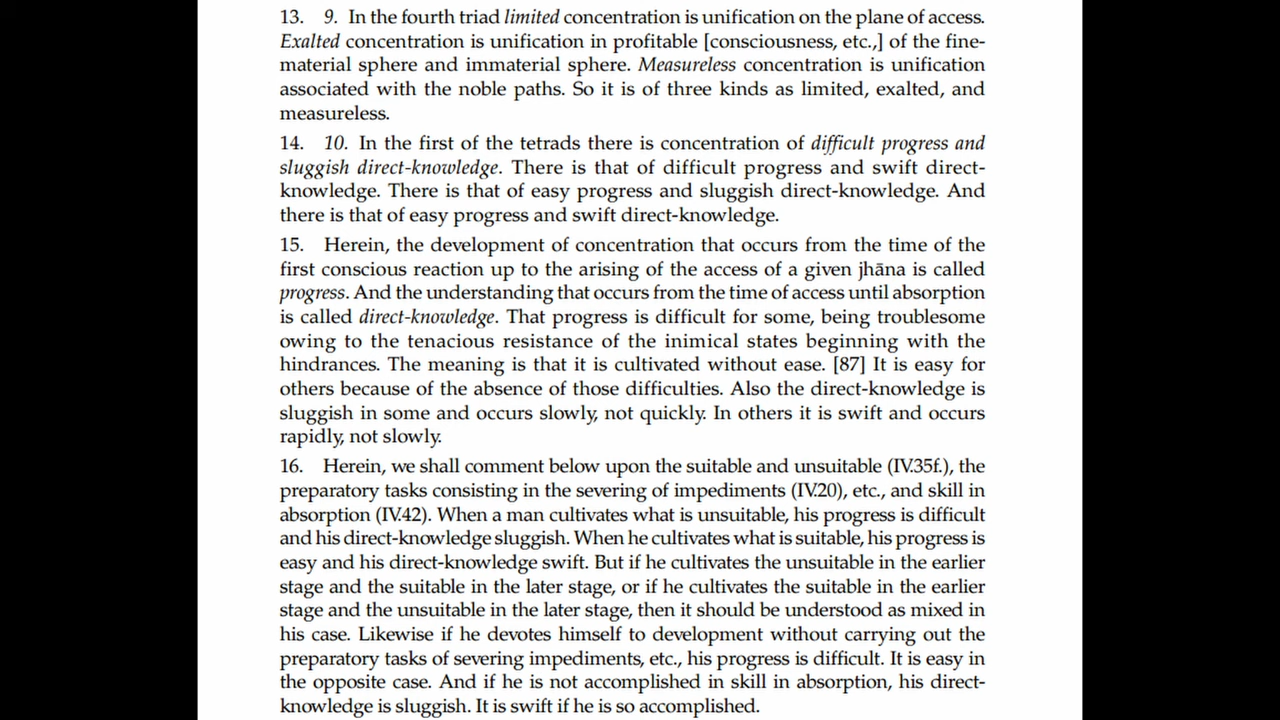 13. 9. In the fourth triad limited concentration is unification on the plane of access.
Exalted concentration is unification in profitable [consciousness, etc.,] of the fine-
material sphere and immaterial sphere. Measureless concentration is unification
associated with the noble paths. So it is of three kinds as limited, exalted, and
measureless.
14. 10. In the first of the tetrads there is concentration of difficult progress and
sluggish direct-knowledge. There is that of difficult progress and swift direct-
knowledge. There is that of easy progress and sluggish direct-knowledge. And
there is that of easy progress and swift direct-knowledge.
15. Herein, the development of concentration that occurs from the time of the
first conscious reaction up to the arising of the access of a given jhāna is called
progress. And the understanding that occurs from the time of access until absorption
is called direct-knowledge. That progress is difficult for some, being troublesome
owing to the tenacious resistance of the inimical states beginning with the
hindrances. The meaning is that it is cultivated without ease. [87] It is easy for
others because of the absence of those difficulties. Also the direct-knowledge is
sluggish in some and occurs slowly, not quickly. In others it is swift and occurs
rapidly, not slowly.
16. Herein, we shall comment below upon the suitable and unsuitable (IV.35f.), the
preparatory tasks consisting in the severing of impediments (IV.20), etc., and skill in
absorption (IV.42). When a man cultivates what is unsuitable, his progress is difficult
and his direct-knowledge sluggish. When he cultivates what is suitable, his progress is
easy and his direct-knowledge swift. But if he cultivates the unsuitable in the earlier
stage and the suitable in the later stage, or if he cultivates the suitable in the earlier
stage and the unsuitable in the later stage, then it should be understood as mixed in
his case. Likewise if he devotes himself to development without carrying out the
preparatory tasks of severing impediments, etc., his progress is difficult. It is easy in
the opposite case. And if he is not accomplished in skill in absorption, his direct-
knowledge is sluggish. It is swift if he is so accomplished.